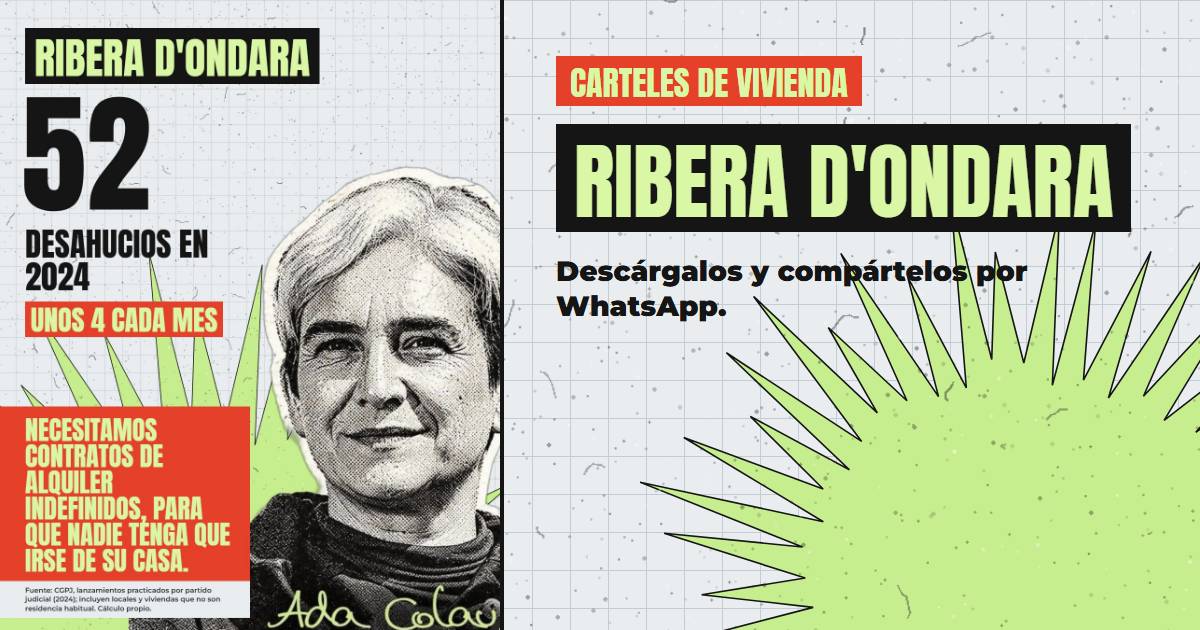 RIBERA D'ONDARA
52
DESAHUCIOS EN
2024
UNOS 4 CADA MES
NECESITAMOS
CONTRATOS DE
ALQUILER
INDEFINIDOS, PARA
QUE NADIE TENGA QUE
IRSE DE SU CASA.
Fuente: CGPJ, lanzamientos practicados por partido
judicial (2024); incluyen locales y viviendas que no son
residencia habitual. Cálculo propio.
Ada Colau
CARTELES DE VIVIENDA
RIBERA D'ONDARA
Descárgalos y compártelos por
WhatsApp.